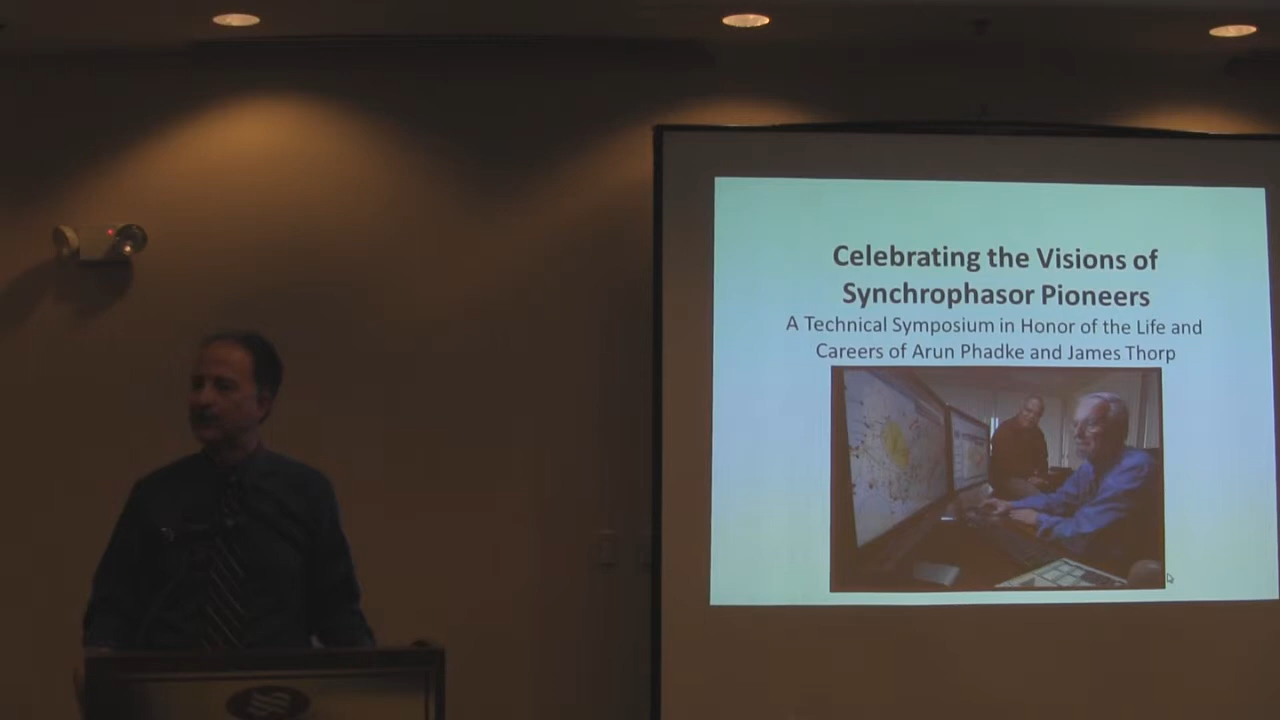 Celebrating the Visions of
Synchrophasor Pioneers
A Technical Symposium in Honor of the Life and
Careers of Arun Phadke and James Thorp